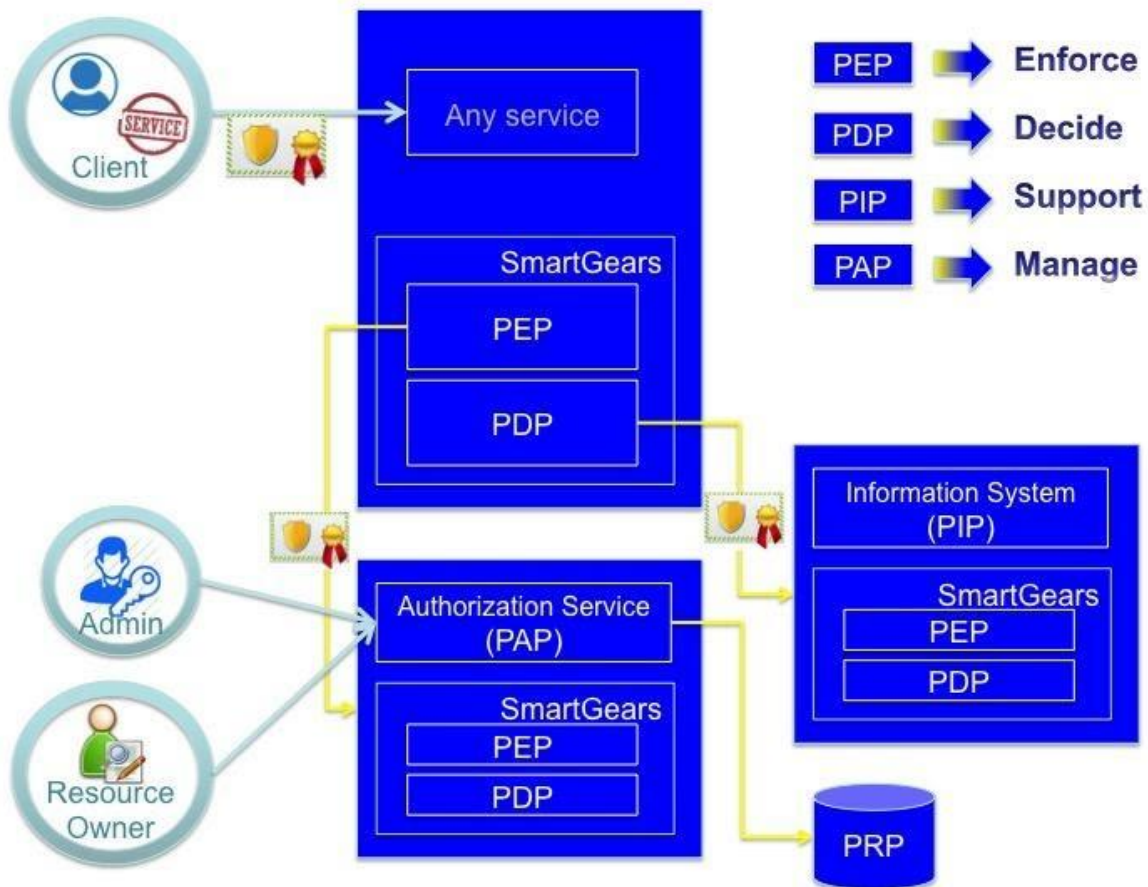 SERVICE
Client
Any service
SmartGears
PEP
PDP
PEP
Enforce
PDP
Decide
PIP
Support
PAP
Manage
Information System
(PIP)
SmartGears
PEP
PDP
Admin
Resource
Owner
Authorization Service
(PAP)
SmartGears
PEP
PDP
PRP